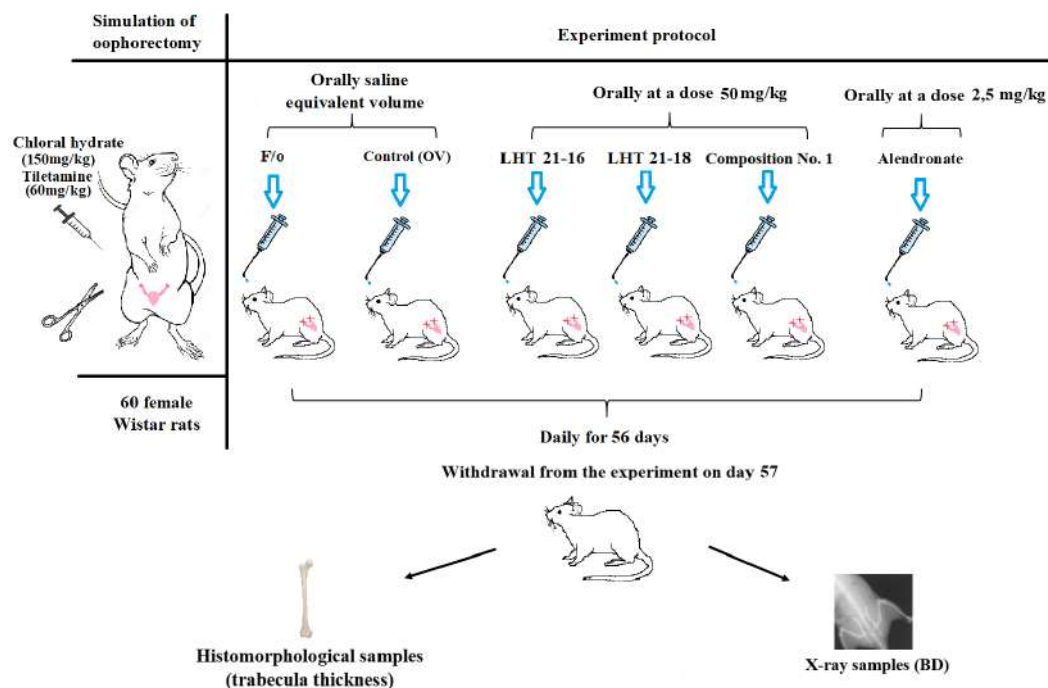 Simulation of
oophorectomy
Experiment protocol
Orally saline
equivalent volume
Orally at a dose 50 mg/kg
Orally at a dose 2,5 mg/kg
Chloral hydrate
(150mg/kg)
Tiletamine
(60mg/kg)
F/o
Control (OV)
LHT 21-16
LHT 21-18
Composition No. 1
Alendronate
60 female
Wistar rats
Daily for 56 days
Withdrawal from the experiment on day 57
Histomorphological samples
(trabecula thickness)
X-ray samples (BD)